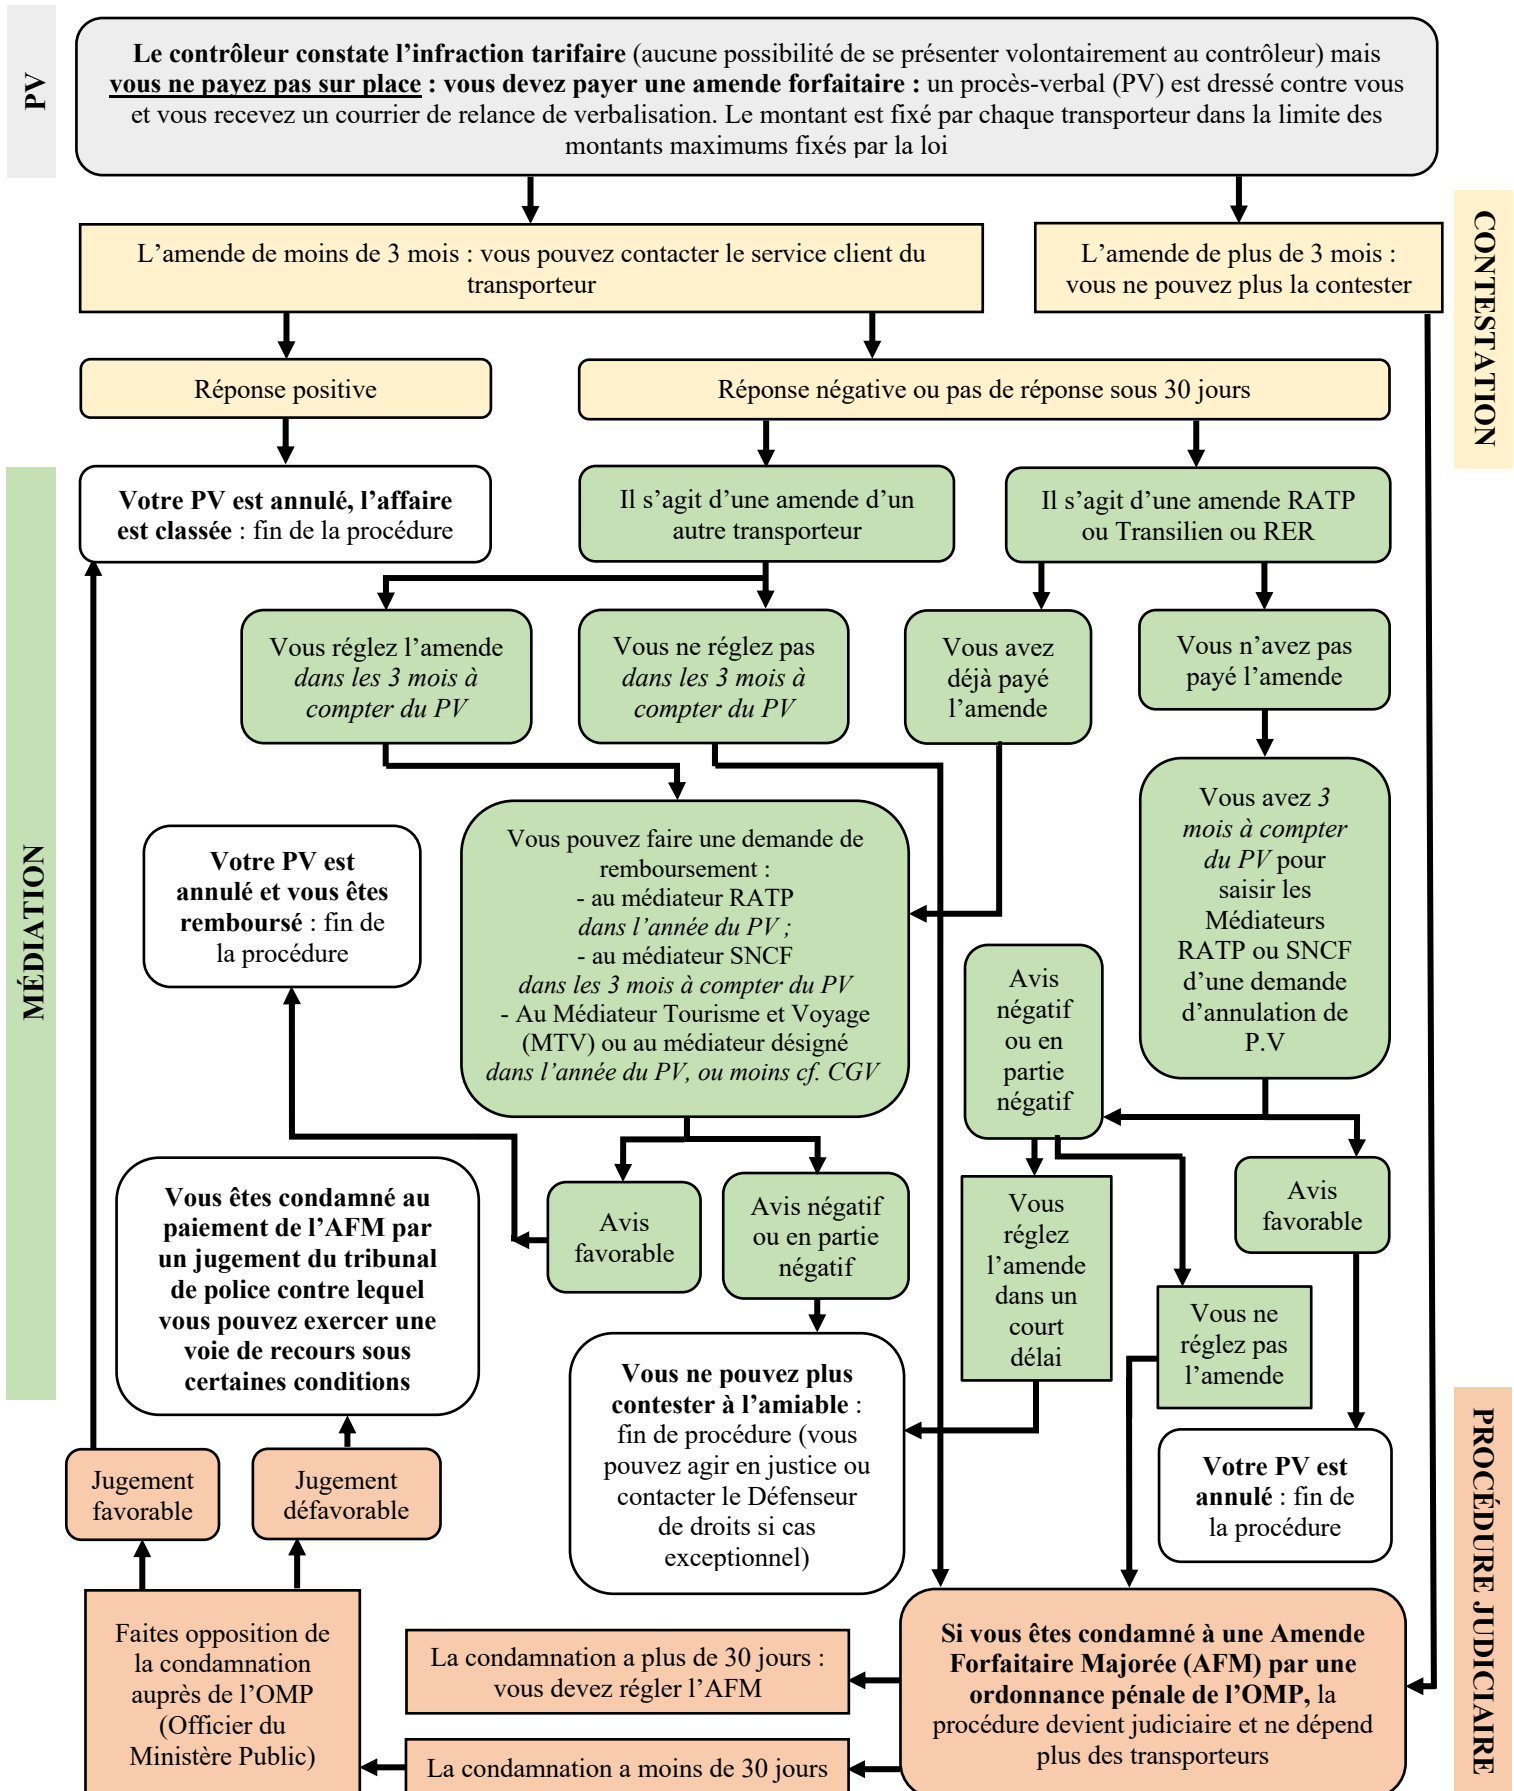 PV
Le contrôleur constate l’infraction tarifaire (aucune possibilité de se présenter volontairement au contrôleur) mais
vous ne payez pas sur place : vous devez payer une amende forfaitaire : un procès-verbal (PV) est dressé contre vous
et vous recevez un courrier de relance de verbalisation. Le montant est fixé par chaque transporteur dans la limite des
montants maximums fixés par la loi
CONTESTATION
L’amende de moins de 3 mois : vous pouvez contacter le service client du
transporteur
L’amende de plus de 3 mois :
vous ne pouvez plus la contester
Réponse positive
Réponse négative ou pas de réponse sous 30 jours
MÉDIATION
Votre PV est annulé, l’affaire
est classée : fin de la procédure
Il s’agit d’une amende d’un
autre transporteur
Il s’agit d’une amende RATP
ou Transilien ou RER
Vous réglez l’amende
dans les 3 mois à
compter du PV
Vous ne réglez pas
dans les 3 mois à
compter du PV
Vous avez
déjà payé
l’amende
Vous n’avez pas
payé l’amende
Votre PV est
annulé et vous êtes
remboursé : fin de
la procédure
Vous pouvez faire une demande de
remboursement :
- au médiateur RATP
dans l’année du PV ;
- au médiateur SNCF
dans les 3 mois à compter du PV
- Au Médiateur Tourisme et Voyage
(MTV) ou au médiateur désigné
dans l’année du PV, ou moins cf. CGV
Vous avez 3
mois à compter
du PV pour
saisir les
Médiateurs
RATP ou SNCF
d’une demande
d’annulation de
P.V
Avis
négatif
ou en
partie
négatif
Vous êtes condamné au
paiement de l’AFM par
un jugement du tribunal
de police contre lequel
vous pouvez exercer une
voie de recours sous
certaines conditions
Avis
favorable
Avis négatif
ou en partie
négatif
Vous
réglez
l’amende
dans un
court
délai
Avis
favorable
Vous ne
réglez pas
l’amende
Vous ne pouvez plus
contester à l’amiable :
fin de procédure (vous
pouvez agir en justice ou
contacter le Défenseur
de droits si cas
exceptionnel)
Votre PV est
annulé : fin de
la procédure
PROCÉDURE JUDICIAIRE
Jugement
favorable
Jugement
défavorable
Faites opposition de
la condamnation
auprès de l’OMP
(Officier du
Ministère Public)
La condamnation a plus de 30 jours :
vous devez régler l’AFM
La condamnation a moins de 30 jours
Si vous êtes condamné à une Amende
Forfaitaire Majorée (AFM) par une
ordonnance pénale de l’OMP, la
procédure devient judiciaire et ne dépend
plus des transporteurs